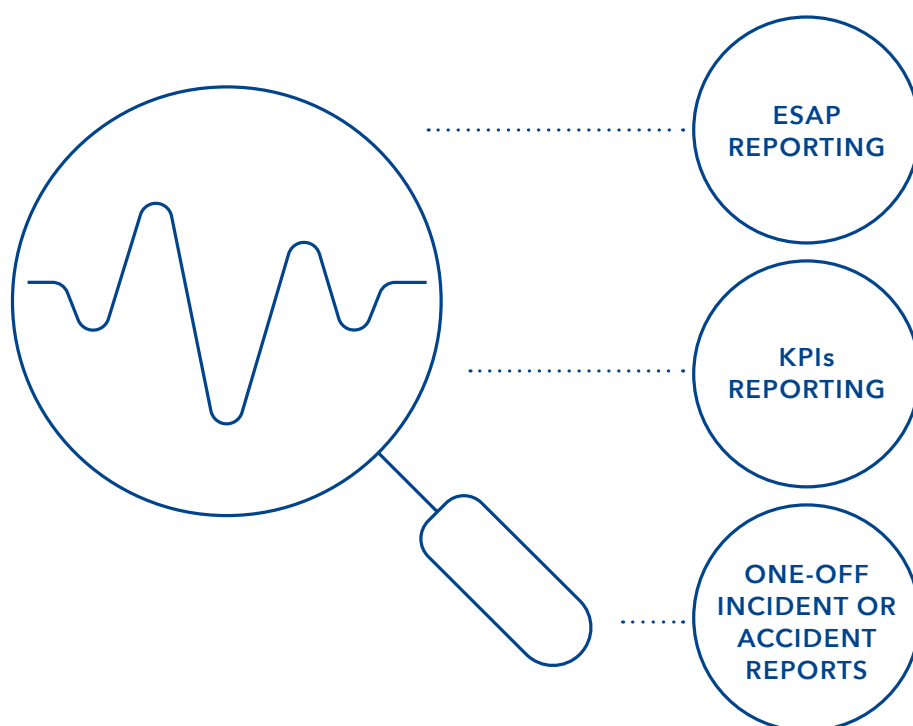 ESAP
REPORTING
KPIs
REPORTING
ONE-OFF
INCIDENT OR
ACCIDENT
REPORTS